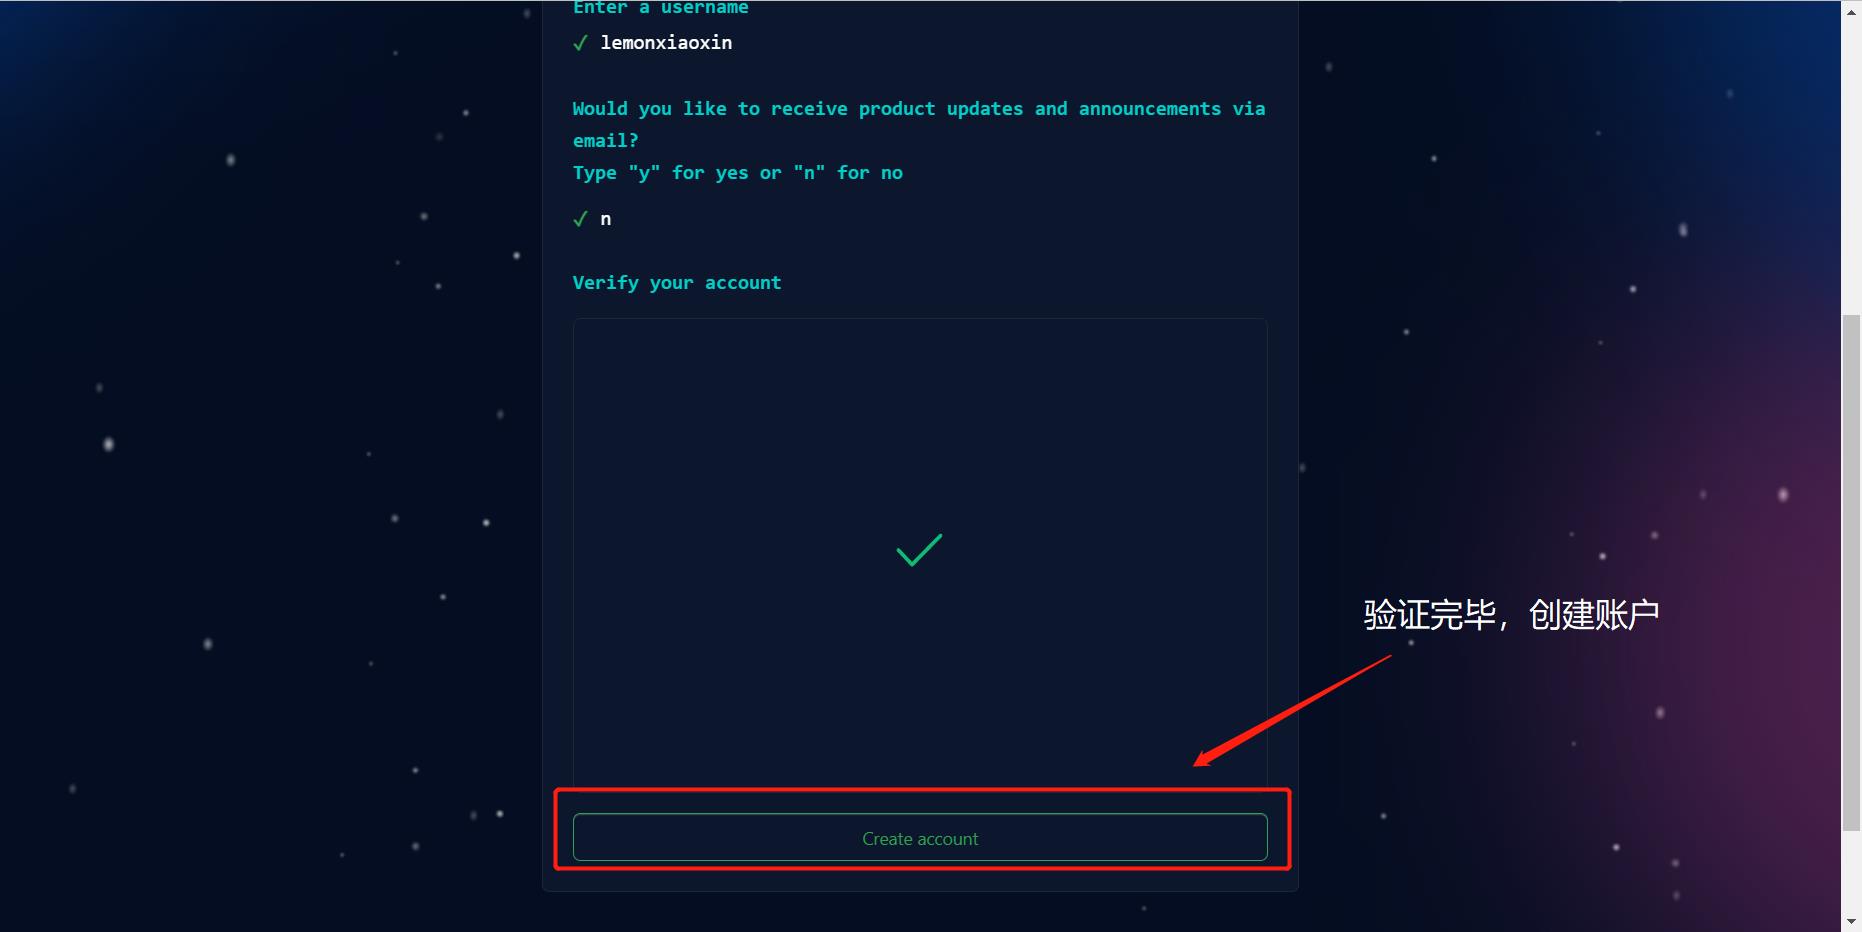 Enter a username
✓ lemonxiaoxin
Would you like to receive product updates and announcements via
email?
Type "y" for yes or "n" for no
✓ n
Verify your account
验证完毕，创建账户
Create account